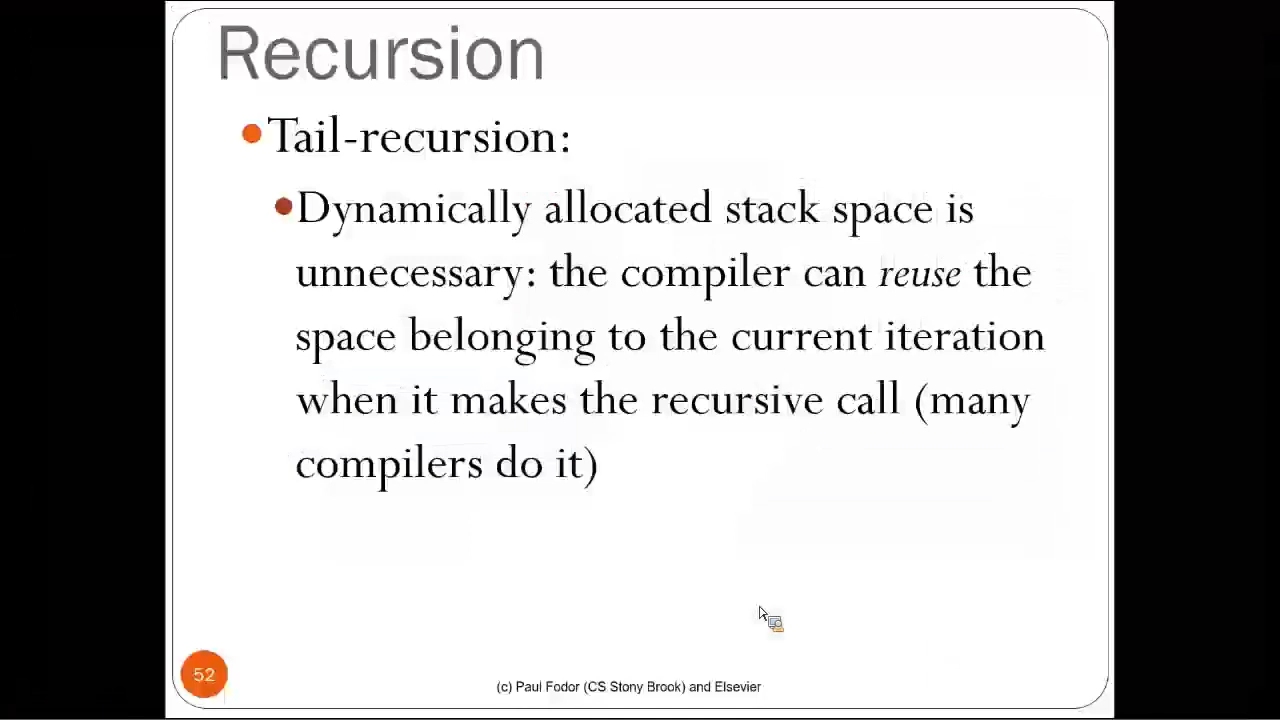 Recursion
Tail-recursion:
Dynamically allocated stack space is
unnecessary: the compiler can reuse the
space belonging to the current iteration
when it makes the recursive call (many
compilers do it)
52
(c) Paul Fodor (CS Stony Brook) and Elsevier